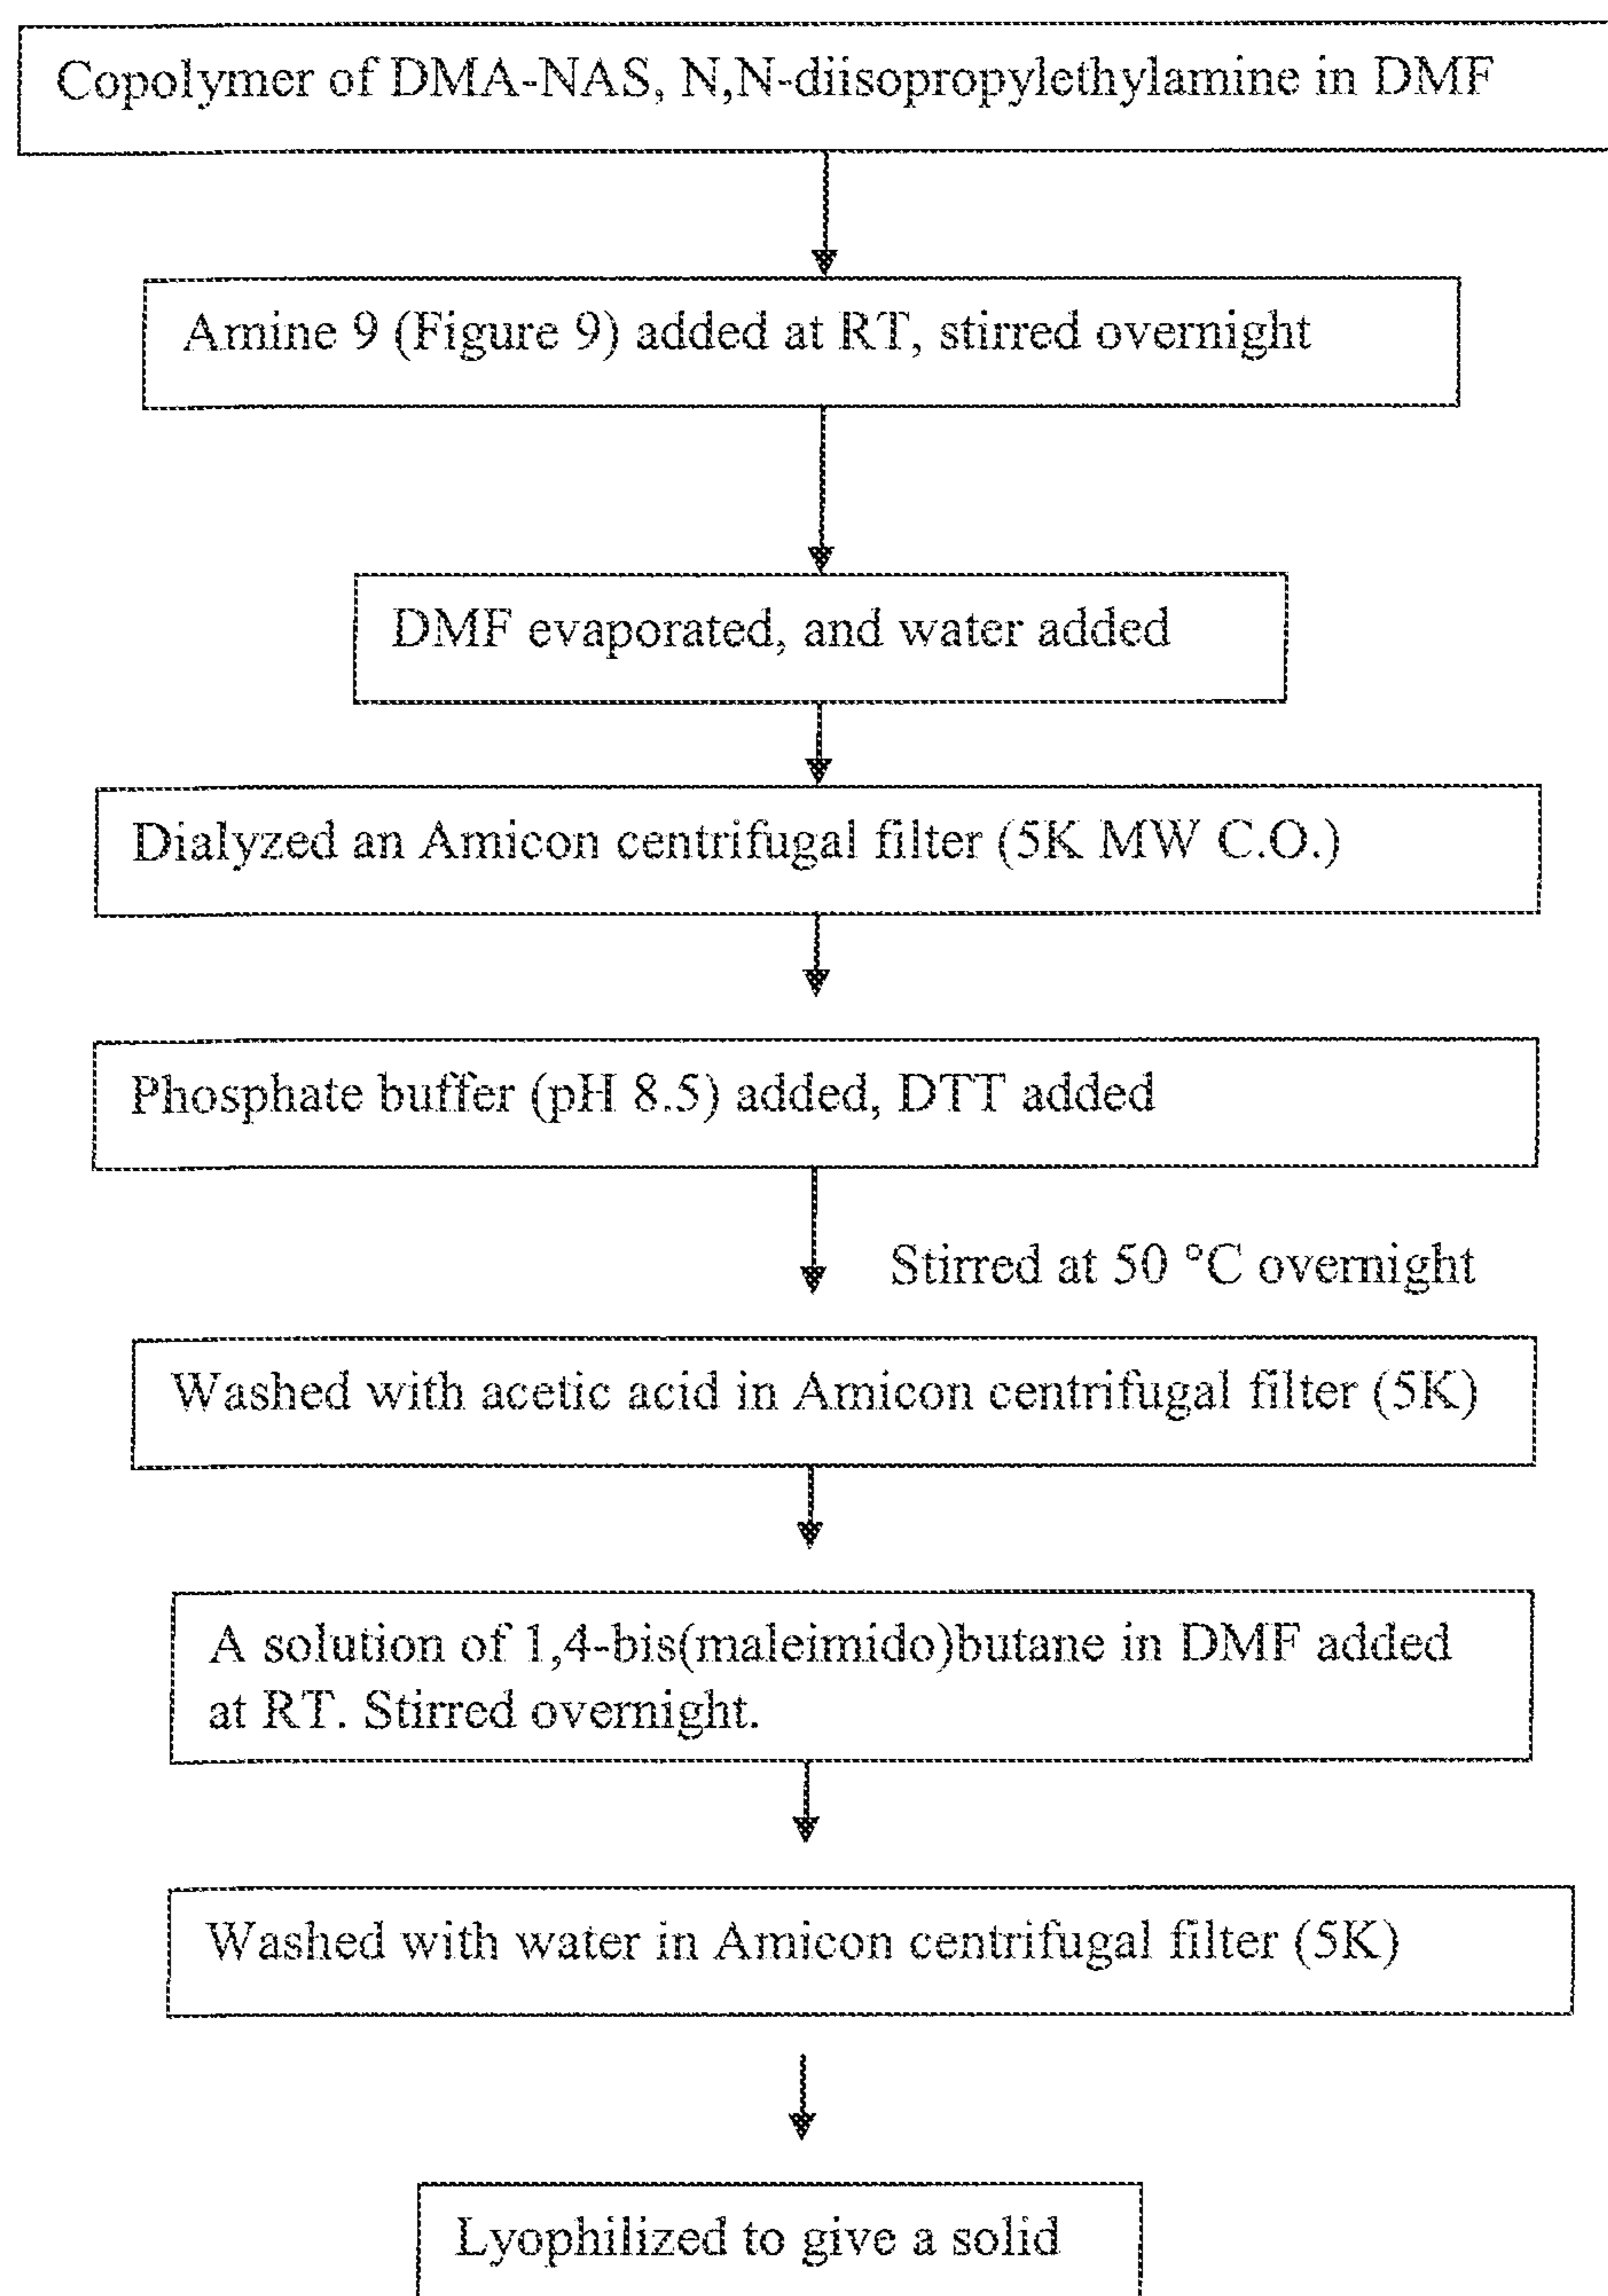 Copolymer of DMA-NAS, N,N-diisopropylethylamine in DMF
Amine 9 (Figure 9) added at RT, stirred overnight
DMF evaporated, and water added
Dialyzed an Amicon centrifugal filter (5K MW C.O.)
Phosphate buffer (pH 8.5) added, DTT added
Stirred at 50 °C overnight
Washed with acetic acid in Amicon centrifugal filter (5K)
A solution of 1,4-bis(maleimido)butane in DMF added
at RT. Stirred overnight.
Washed with water in Amicon centrifugal filter (5K)
Lyophilized to give a solid